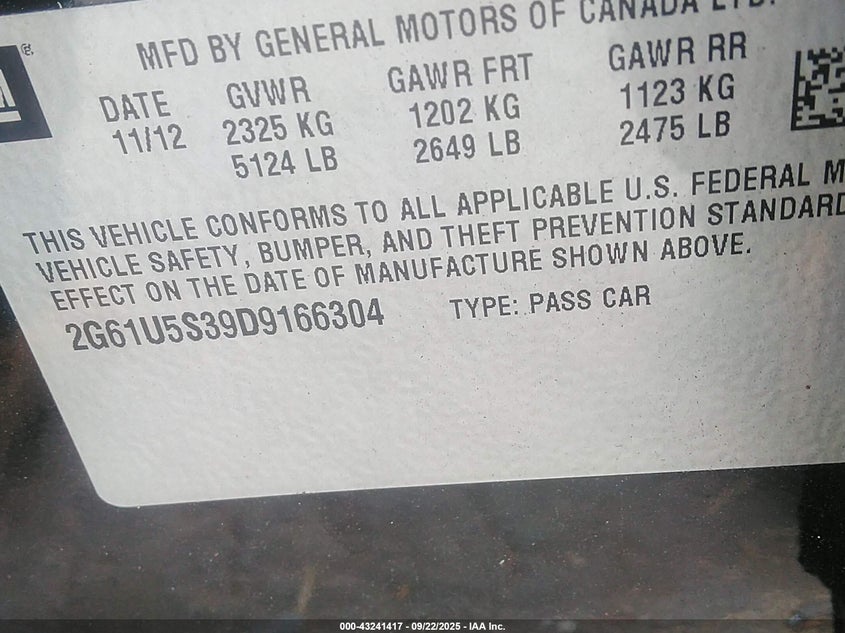 MFD BY GENERAL MOTORS OF CANADA LTD.
DATE GVWR GAWR FRT GAWR RR
11/12 2325 KG 1202 KG 1123 KG
5124 LB 2649 LB 2475 LB
THIS VEHICLE CONFORMS TO ALL APPLICABLE U.S. FEDERAL M
VEHICLE SAFETY, BUMPER, AND THEFT PREVENTION STANDARD
EFFECT ON THE DATE OF MANUFACTURE SHOWN ABOVE.
2G61U5S39D9166304 TYPE: PASS CAR
000-43241417 - 09/22/2025 - IAA Inc.